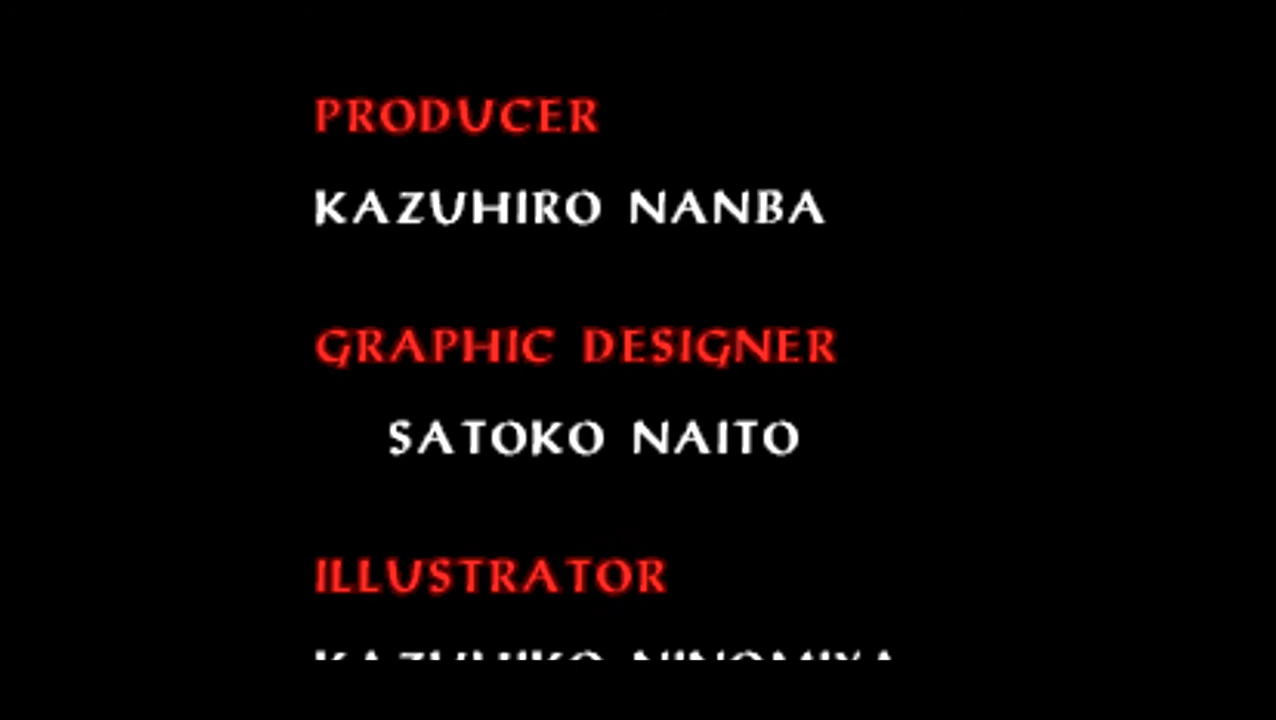 PRODUCER
KAZUHIRO NANBA
GRAPHIC DESIGNER
SATOKO NAITO
ILLUSTRATOR